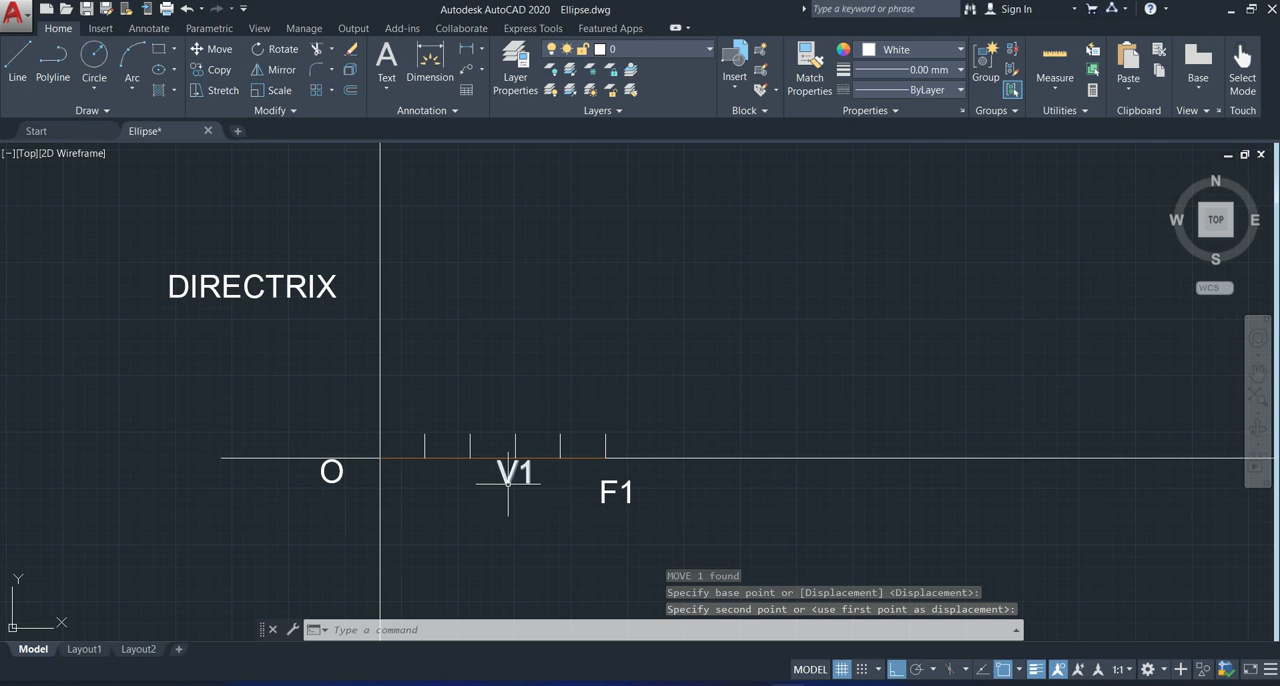 Autodesk AutoCAD 2020 Ellipse.dwg
Type a keyword or phrase
Sign In
Home Insert Annotate Parametric View Manage Output Add-ins Collaborate Express Tools Featured Apps
Line Polyline Circle Arc
Move Rotate
Copy Mirror
Stretch Scale
Text Dimension
Layer Properties
0
Insert
Match Properties
White
0.00 mm
ByLayer
Group
Measure
Paste
Base
Select Mode
Draw Modify Annotation Layers Block Properties Groups Utilities Clipboard View Touch
Start Ellipse*
[−][Top][2D Wireframe]
N
W TOP E
S
WCS
DIRECTRIX
O
V1
F1
MOVE 1 found
Specify base point or [Displacement] <Displacement>:
Specify second point or <use first point as displacement>:
Type a command
Y
X
Model Layout1 Layout2
MODEL 1:1